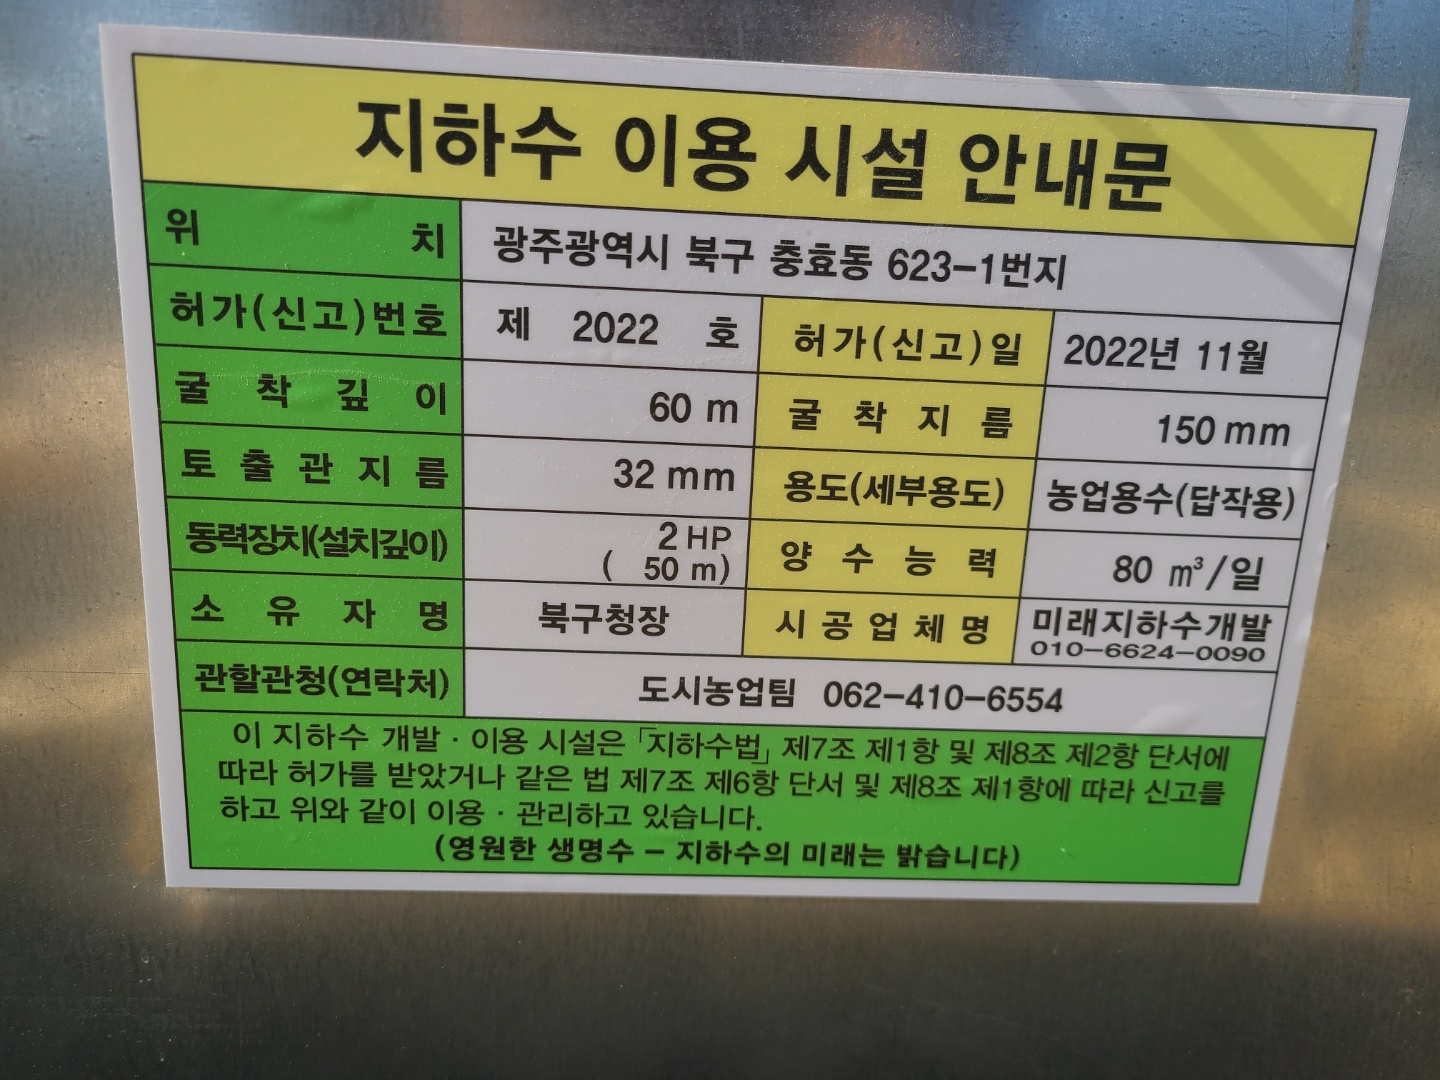 지하수 이용 시설 안내문
위 치 광주광역시 북구 충효동 623-1번지
허가(신고)번호 제 2022 호 허가(신고)일 2022년 11월
굴 착 깊 이 60 m 굴 착 지 름 150 mm
토 출 관 지 름 32 mm 용도(세부용도) 농업용수(답작용)
동력장치(설치깊이) 2 HP ( 50 m) 양 수 능 력 80 ㎥/일
소 유 자 명 북구청장 시 공 업 체 명 미래지하수개발 010-6624-0090
관할관청(연락처) 도시농업팀 062-410-6554
이 지하수 개발 · 이용 시설은 「지하수법」 제7조 제1항 및 제8조 제2항 단서에
따라 허가를 받았거나 같은 법 제7조 제6항 단서 및 제8조 제1항에 따라 신고를
하고 위와 같이 이용 · 관리하고 있습니다.
(영원한 생명수 - 지하수의 미래는 밝습니다)